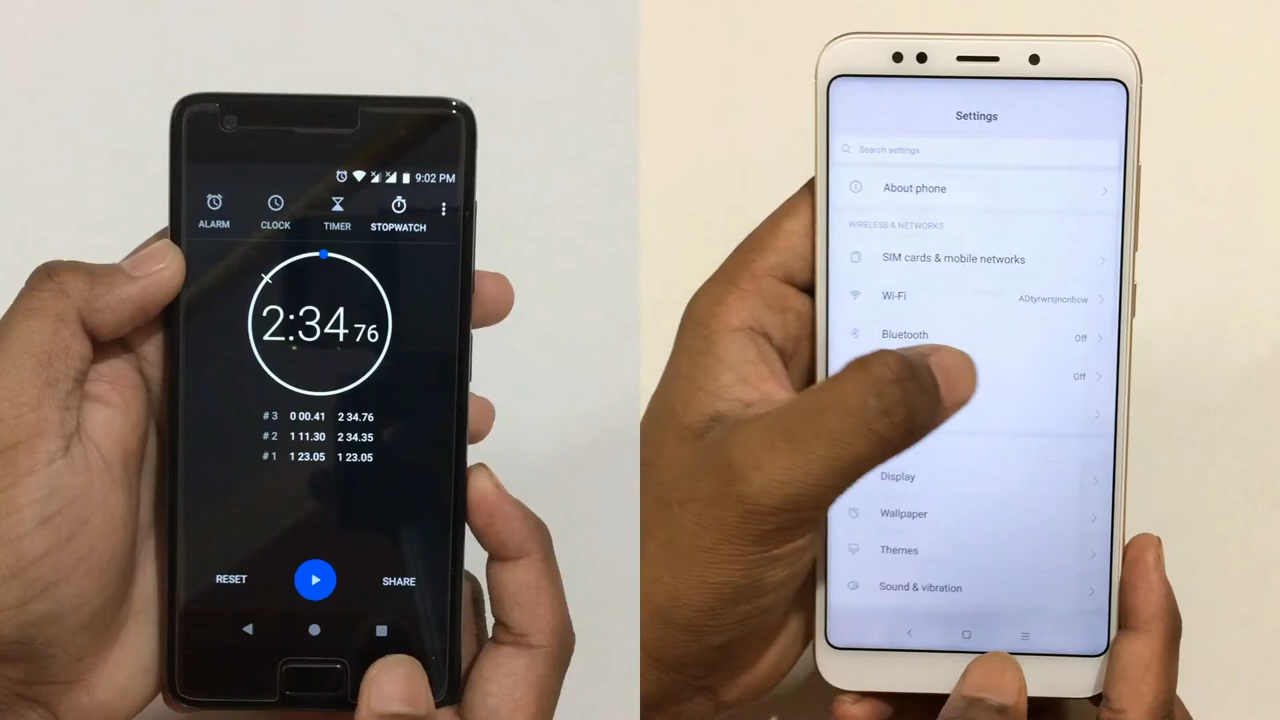 9:02 PM
ALARM CLOCK TIMER STOPWATCH
2:34 76
# 3 0 00.41 2 34.76
# 2 1 11.30 2 34.35
# 1 1 23.05 1 23.05
RESET SHARE
Settings
Search settings
About phone
WIRELESS & NETWORKS
SIM cards & mobile networks
Wi-Fi ADtyrwrsjncnbcw
Bluetooth Off
Off
Display
Wallpaper
Themes
Sound & vibration